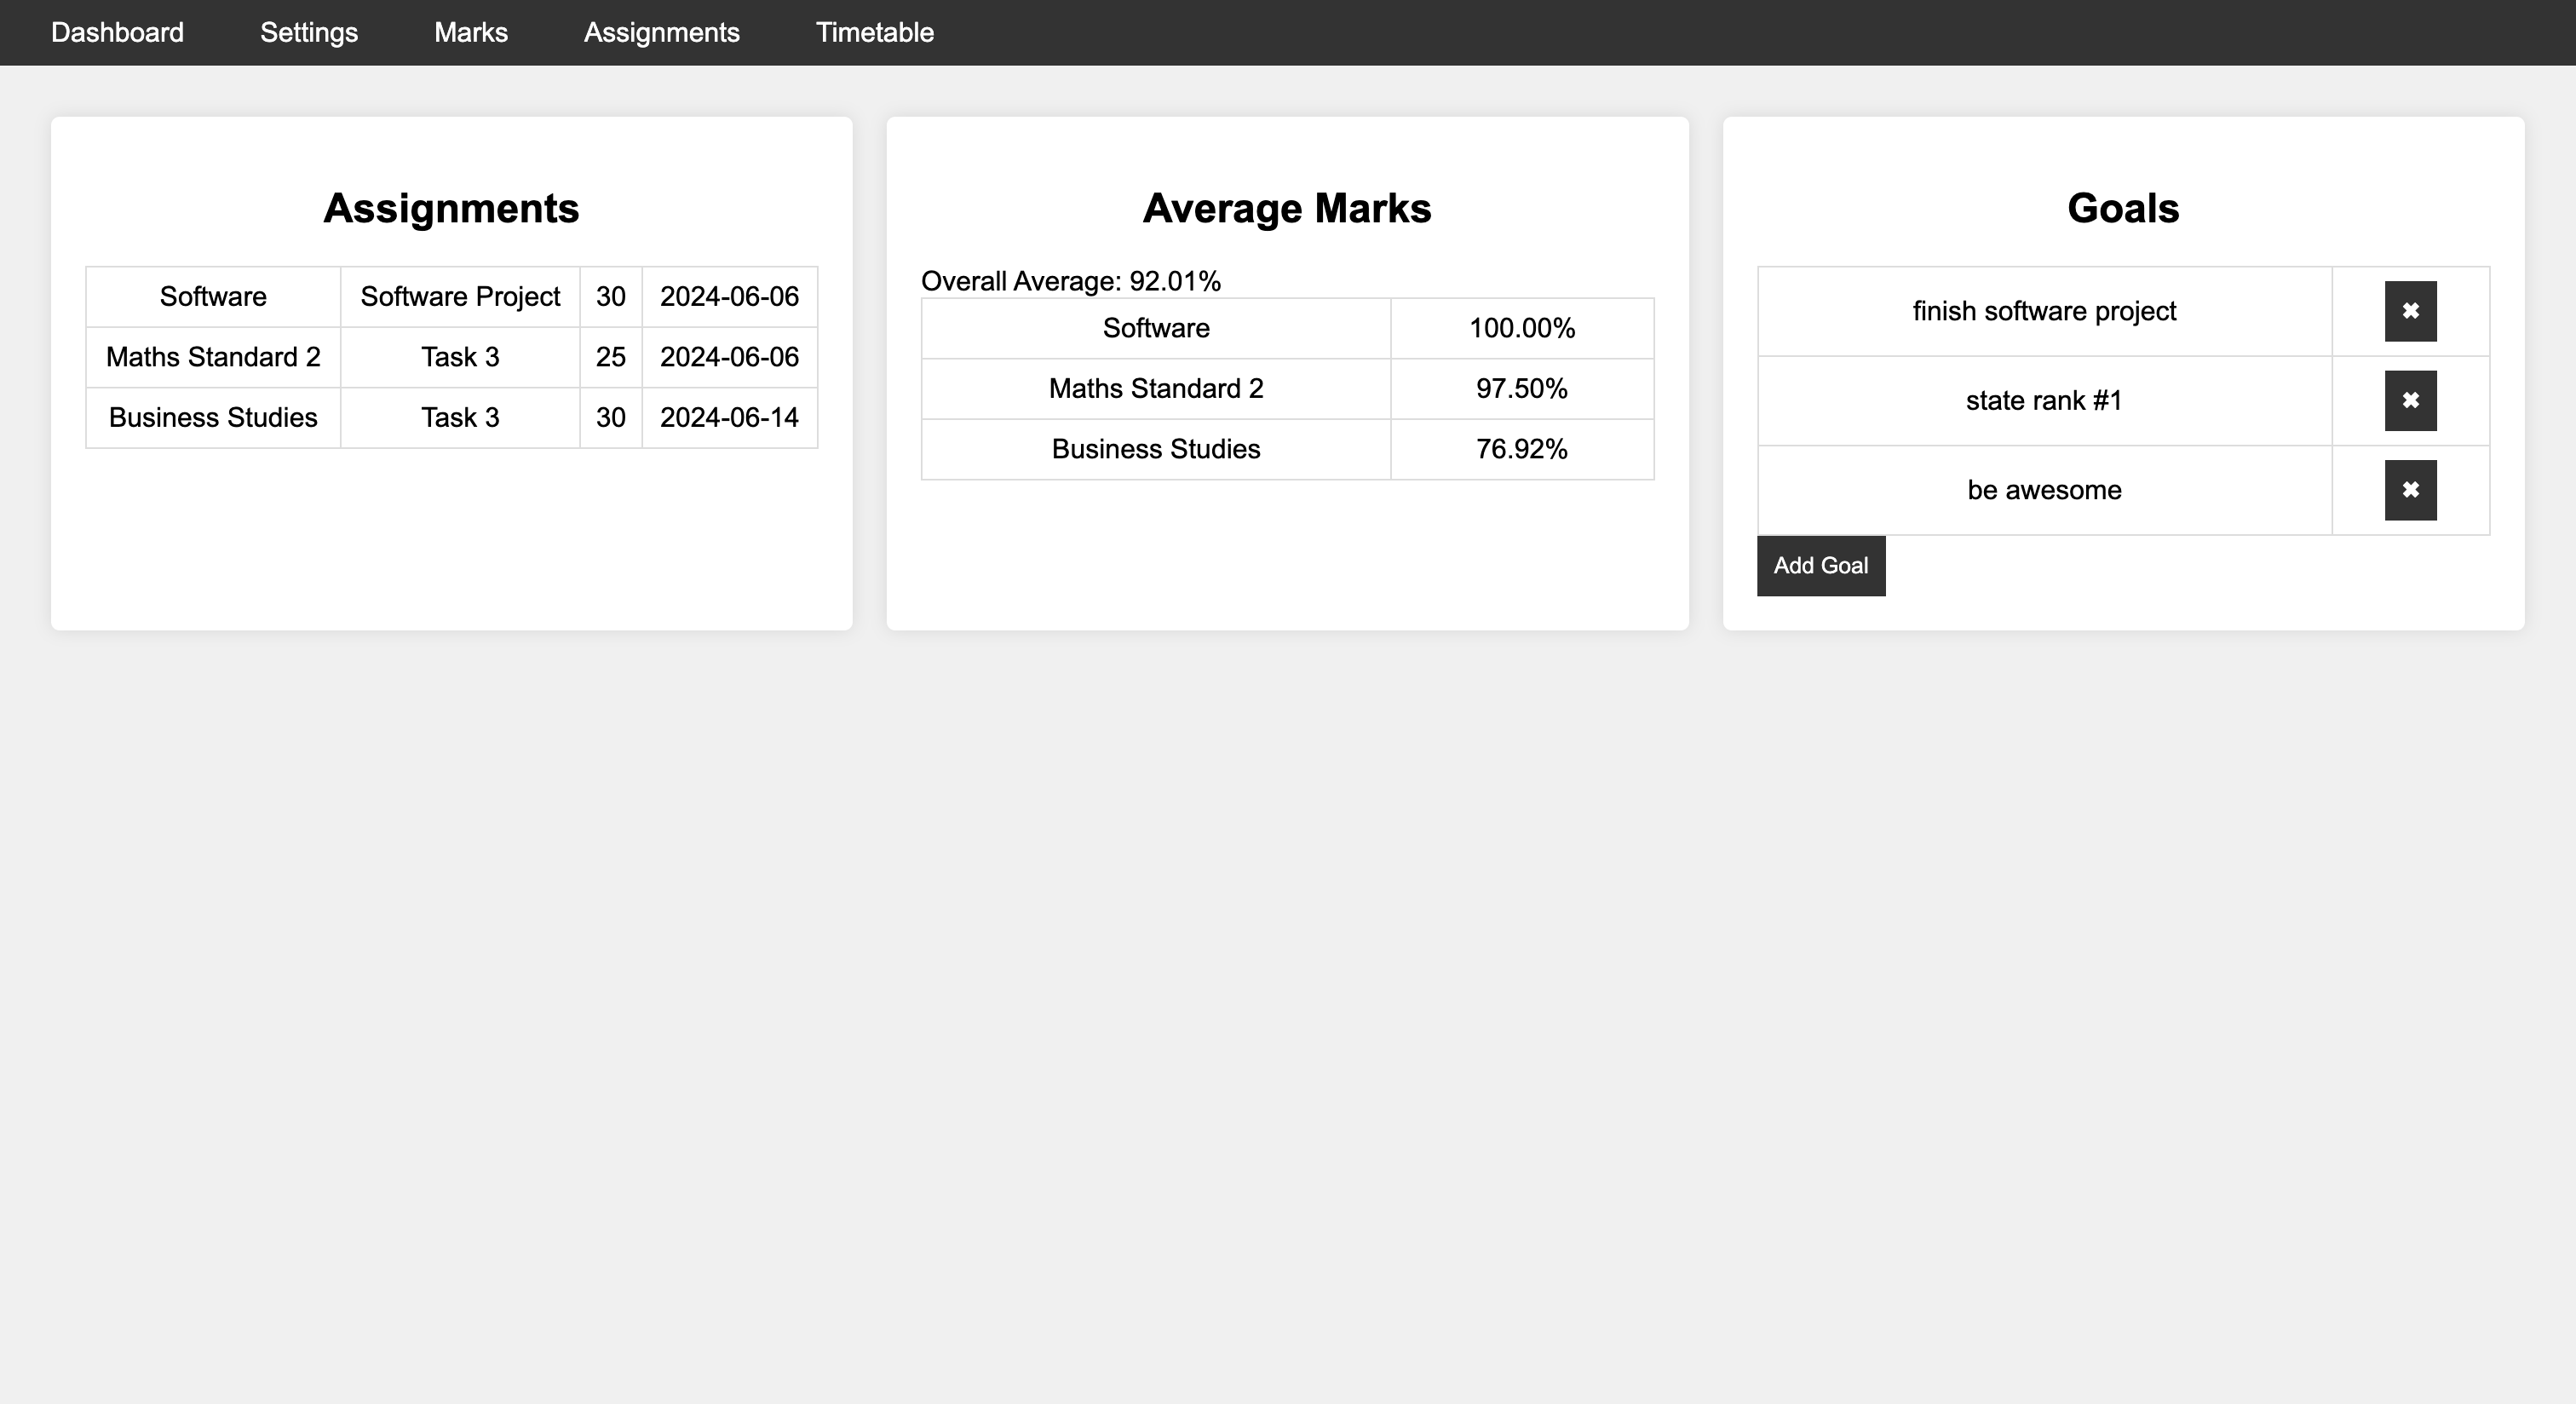 Dashboard Settings Marks Assignments Timetable
Assignments
Software Software Project 30 2024-06-06
Maths Standard 2 Task 3 25 2024-06-06
Business Studies Task 3 30 2024-06-14
Average Marks
Overall Average: 92.01%
Software 100.00%
Maths Standard 2 97.50%
Business Studies 76.92%
Goals
finish software project ✖
state rank #1 ✖
be awesome ✖
Add Goal